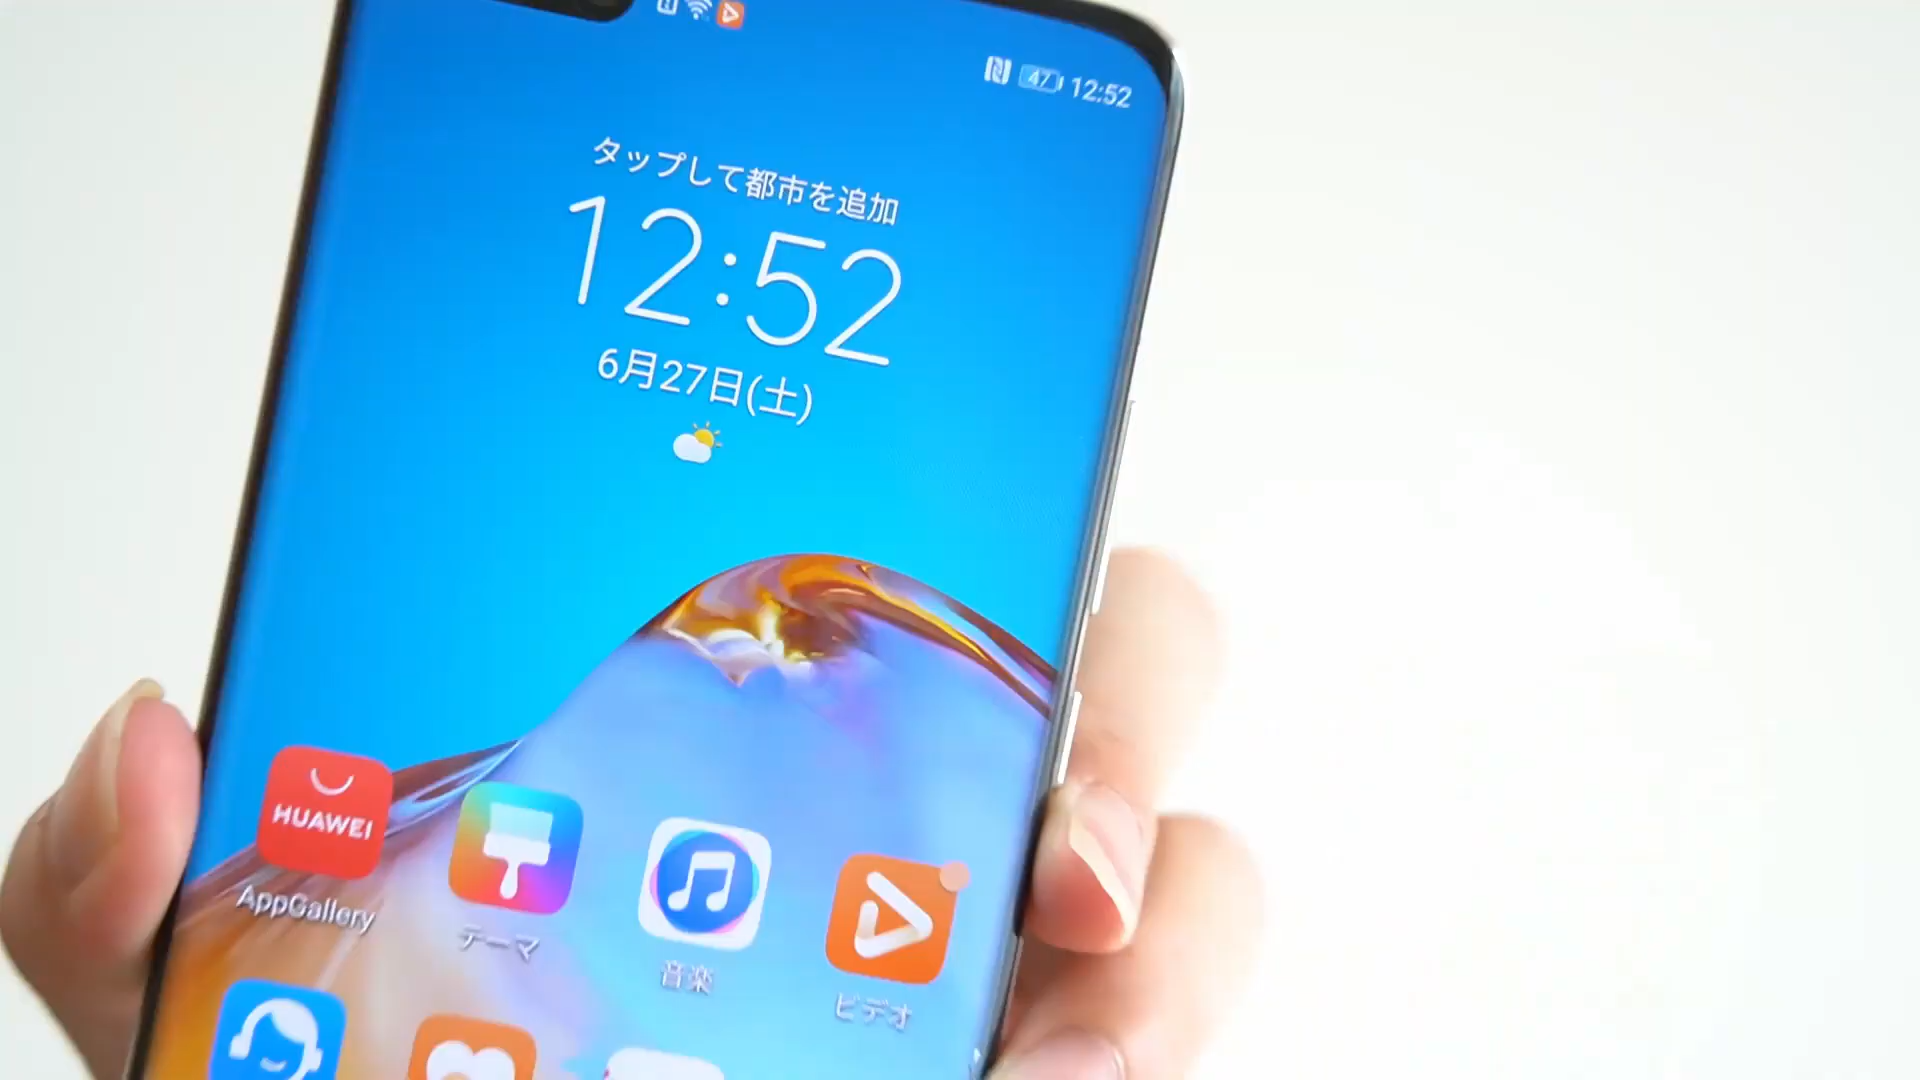 47 12:52
タップして都市を追加
12:52
6月27日(土)
HUAWEI
AppGallery
テーマ
音楽
ビデオ